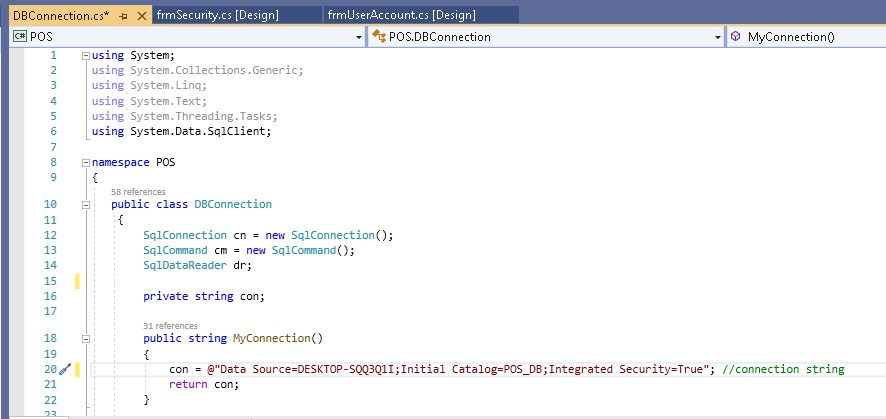 DBConnection.cs* frmSecurity.cs [Design] frmUserAccount.cs [Design]
C# POS POS.DBConnection MyConnection()
1 using System;
2 using System.Collections.Generic;
3 using System.Linq;
4 using System.Text;
5 using System.Threading.Tasks;
6 using System.Data.SqlClient;
7
8 namespace POS
9 {
58 references
10 public class DBConnection
11 {
12 SqlConnection cn = new SqlConnection();
13 SqlCommand cm = new SqlCommand();
14 SqlDataReader dr;
15
16 private string con;
17
31 references
18 public string MyConnection()
19 {
20 con = @"Data Source=DESKTOP-SQQ3Q1I;Initial Catalog=POS_DB;Integrated Security=True"; //connection string
21 return con;
22 }
23